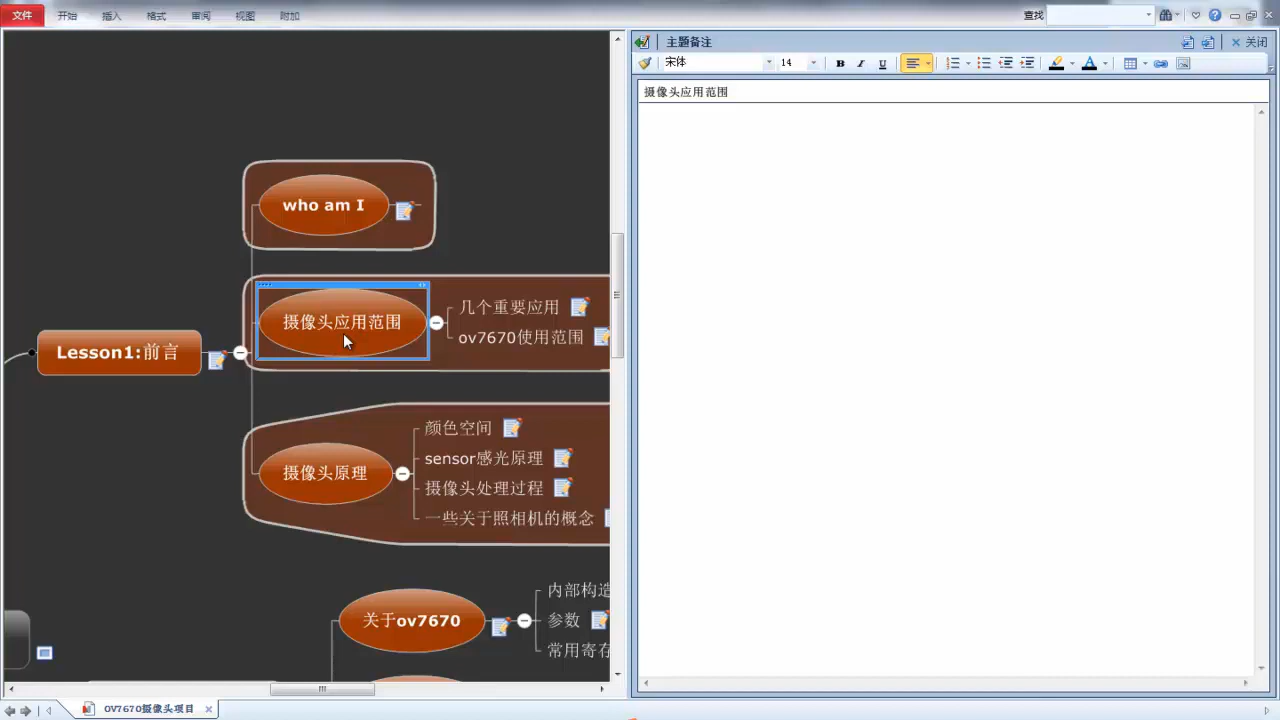 文件 开始 插入 格式 审阅 视图 附加 查找
主题备注 关闭
宋体 14 B I U A
摄像头应用范围
who am I
摄像头应用范围
几个重要应用
ov7670使用范围
Lesson1:前言
摄像头原理
颜色空间
sensor感光原理
摄像头处理过程
一些关于照相机的概念
关于ov7670
内部构造
参数
常用寄存
OV7670摄像头项目